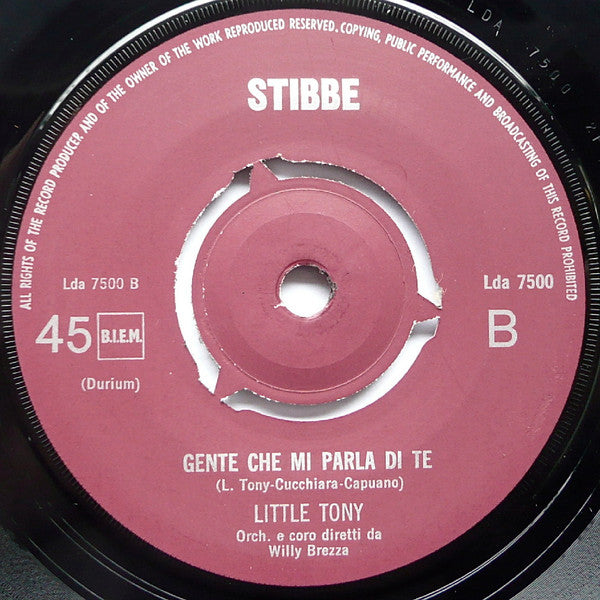 ALL RIGHTS OF THE RECORD PRODUCER AND OF THE OWNER OF THE WORK REPRODUCED RESERVED. COPYING, PUBLIC PERFORMANCE AND BROADCASTING OF THIS RECORD PROHIBITED
STIBBE
Lda 7500 B
Lda 7500
45 B.I.E.M.
B
(Durium)
GENTE CHE MI PARLA DI TE
(L. Tony-Cucchiara-Capuano)
LITTLE TONY
Orch. e coro diretti da
Willy Brezza
LDA 7500